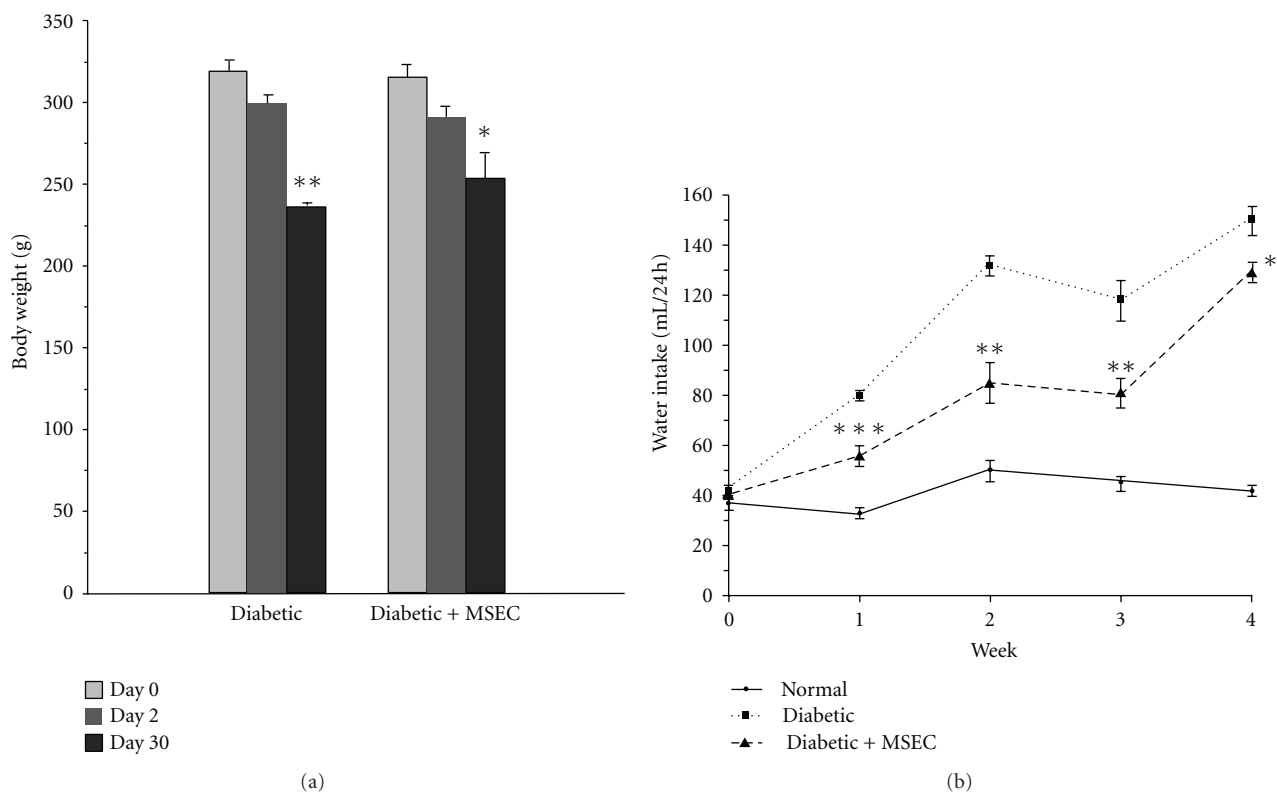 350
300
250
200
150
100
50
0
Body weight (g)
**
*
Diabetic
Diabetic + MSEC
Day 0
Day 2
Day 30
(a)
160
140
120
100
80
60
40
20
0
Water intake (mL/24 h)
***
**
**
*
0 1 2 3 4
Week
Normal
Diabetic
Diabetic + MSEC
(b)